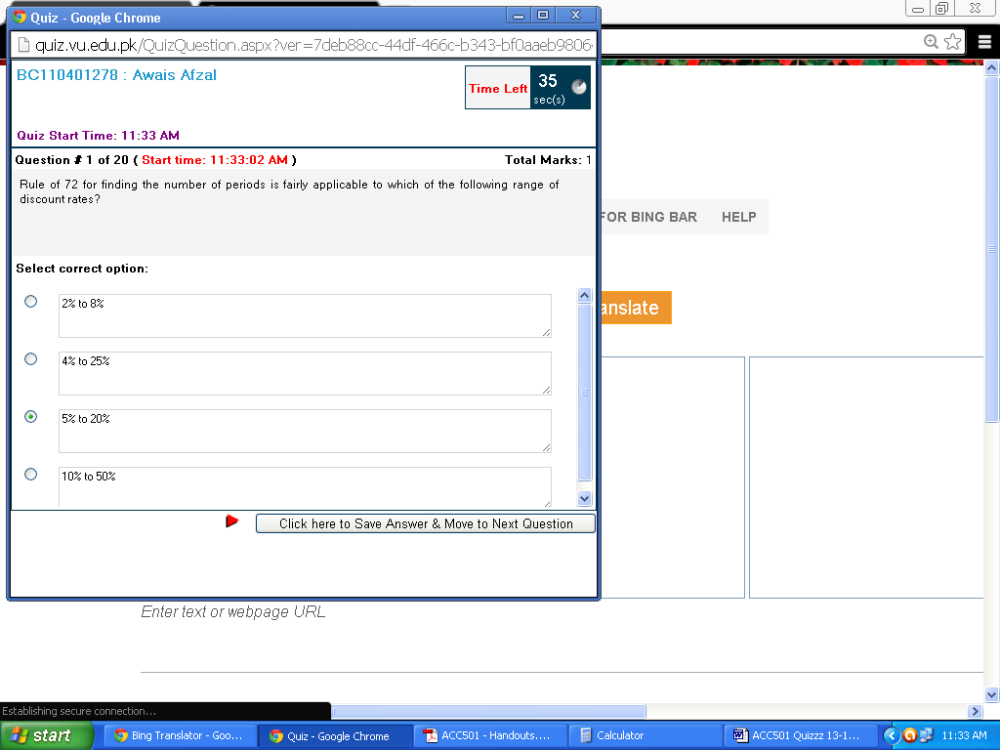 Quiz - Google Chrome
quiz.vu.edu.pk/QuizQuestion.aspx?ver=7deb88cc-44df-466c-b343-bf0aaeb9806
BC110401278 : Awais Afzal
Time Left 35 sec(s)
Quiz Start Time: 11:33 AM
Question # 1 of 20 ( Start time: 11:33:02 AM ) Total Marks: 1
Rule of 72 for finding the number of periods is fairly applicable to which of the following range of
discount rates?
FOR BING BAR HELP
Select correct option:
2% to 8%
anslate
4% to 25%
5% to 20%
10% to 50%
Click here to Save Answer & Move to Next Question
Enter text or webpage URL
Establishing secure connection...
start Bing Translator - Goo... Quiz - Google Chrome ACC501 - Handouts.... Calculator ACC501 Quizzz 13-1... 11:33 AM